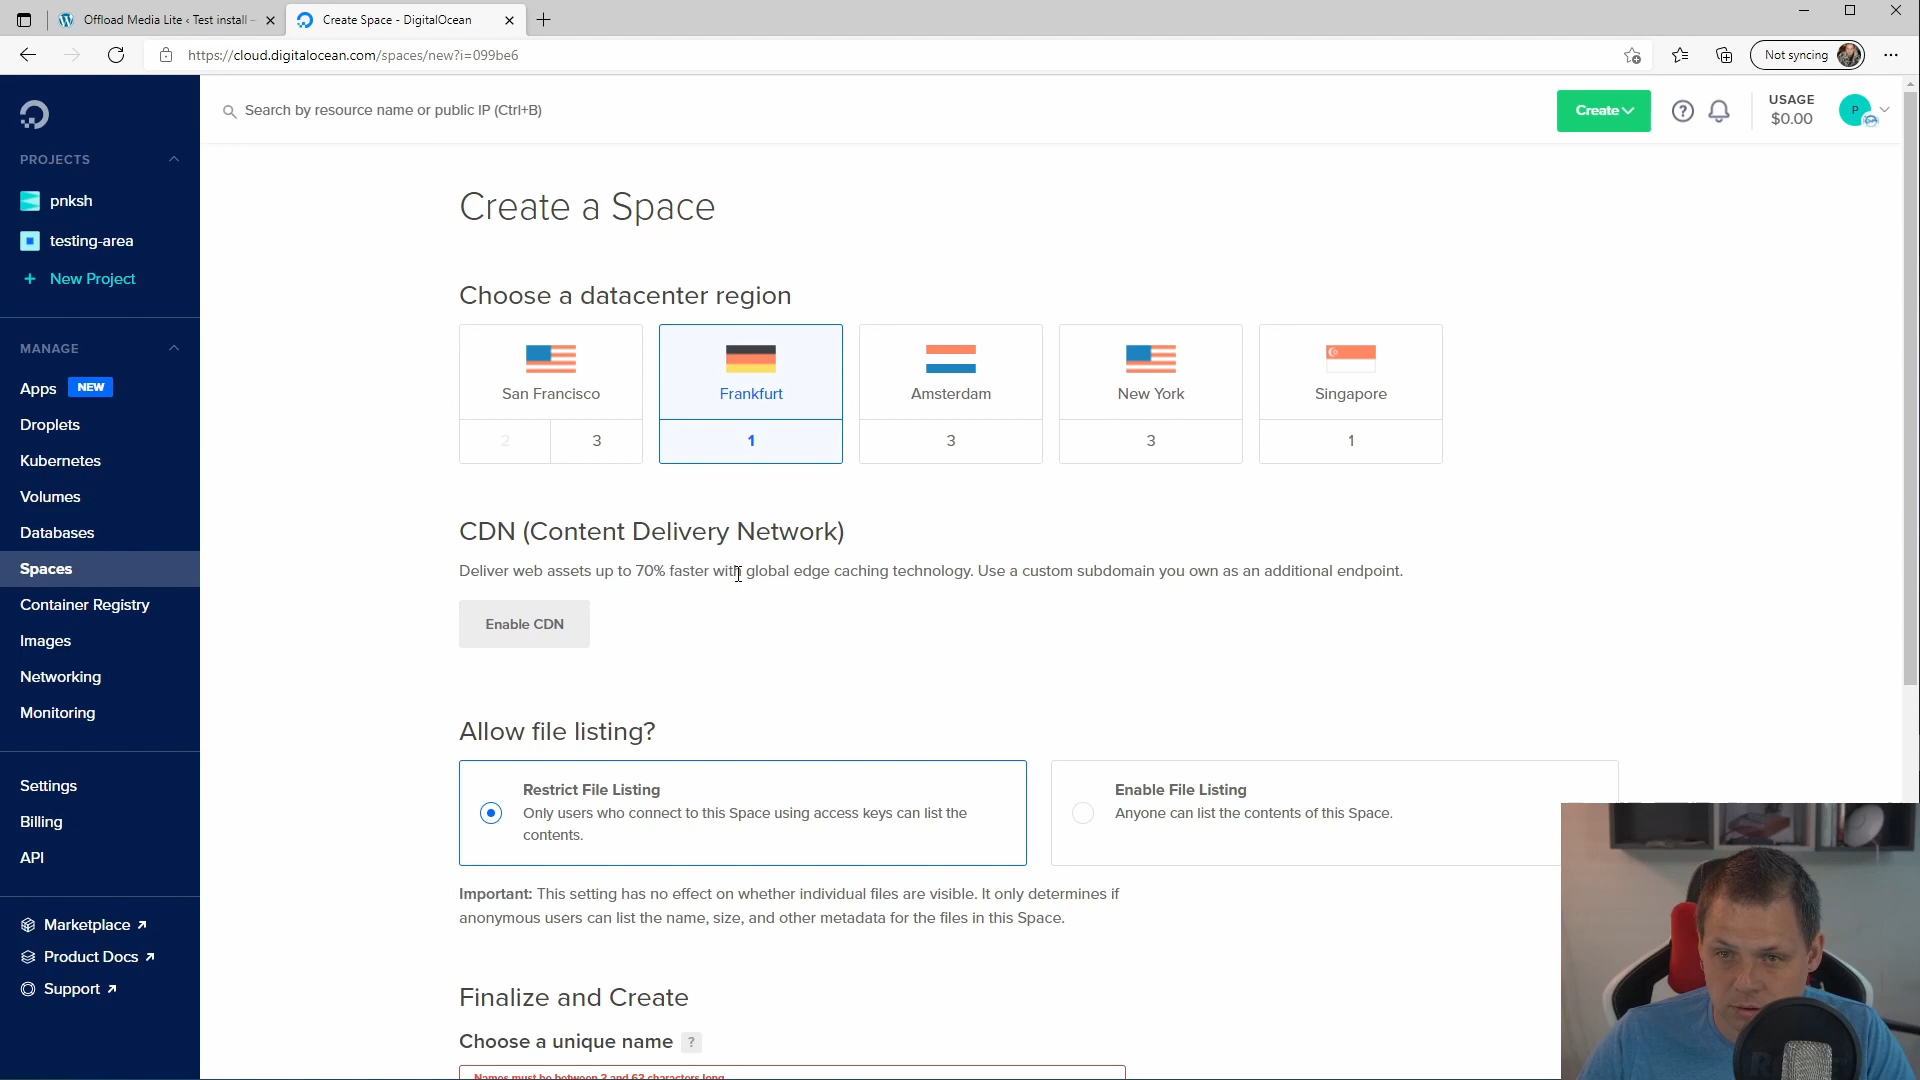 Offload Media Lite ‹ Test install –
Create Space - DigitalOcean
https://cloud.digitalocean.com/spaces/new?i=099be6
Not syncing
Search by resource name or public IP (Ctrl+B)
Create
USAGE
$0.00
P
PROJECTS
pnksh
testing-area
+ New Project
MANAGE
Apps NEW
Droplets
Kubernetes
Volumes
Databases
Spaces
Container Registry
Images
Networking
Monitoring
Settings
Billing
API
Marketplace
Product Docs
Support
Create a Space
Choose a datacenter region
San Francisco
2 3
Frankfurt
1
Amsterdam
3
New York
3
Singapore
1
CDN (Content Delivery Network)
Deliver web assets up to 70% faster with global edge caching technology. Use a custom subdomain you own as an additional endpoint.
Enable CDN
Allow file listing?
Restrict File Listing
Only users who connect to this Space using access keys can list the
contents.
Enable File Listing
Anyone can list the contents of this Space.
Important: This setting has no effect on whether individual files are visible. It only determines if
anonymous users can list the name, size, and other metadata for the files in this Space.
Finalize and Create
Choose a unique name ?
Names must be between 3 and 63 characters long